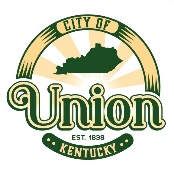 CITY OF
Union
EST. 1838
KENTUCKY